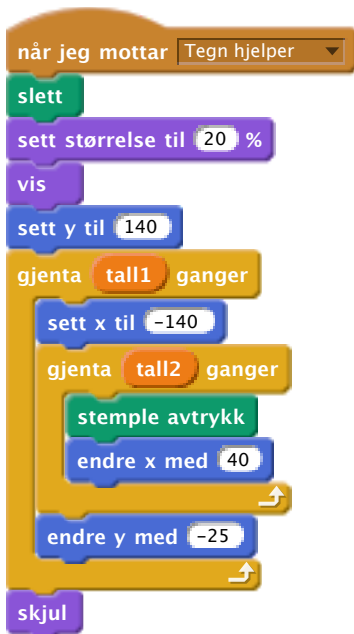 når jeg mottar Tegn hjelper
slett
sett størrelse til 20 %
vis
sett y til 140
gjenta tall1 ganger
sett x til -140
gjenta tall2 ganger
stemple avtrykk
endre x med 40
endre y med -25
skjul